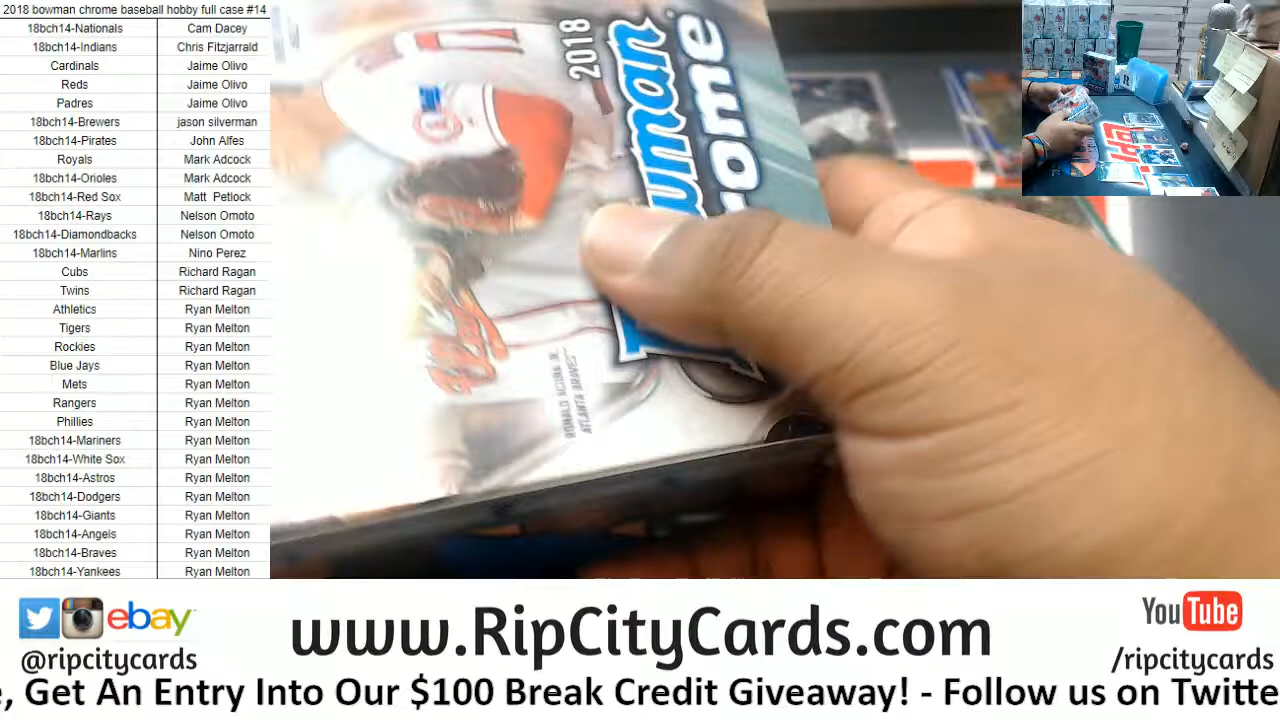 2018 bowman chrome baseball hobby full case #14
18bch14-Nationals Cam Dacey
18bch14-Indians Chris Fitzjarrald
Cardinals Jaime Olivo
Reds Jaime Olivo
Padres Jaime Olivo
18bch14-Brewers jason silverman
18bch14-Pirates John Alfes
Royals Mark Adcock
18bch14-Orioles Mark Adcock
18bch14-Red Sox Matt Petlock
18bch14-Rays Nelson Omoto
18bch14-Diamondbacks Nelson Omoto
18bch14-Marlins Nino Perez
Cubs Richard Ragan
Twins Richard Ragan
Athletics Ryan Melton
Tigers Ryan Melton
Rockies Ryan Melton
Blue Jays Ryan Melton
Mets Ryan Melton
Rangers Ryan Melton
Phillies Ryan Melton
18bch14-Mariners Ryan Melton
18bch14-White Sox Ryan Melton
18bch14-Astros Ryan Melton
18bch14-Dodgers Ryan Melton
18bch14-Giants Ryan Melton
18bch14-Angels Ryan Melton
18bch14-Braves Ryan Melton
18bch14-Yankees Ryan Melton
2018
RONALD ACUÑA JR.
ATLANTA BRAVES
ebay
@ripcitycards
www.RipCityCards.com
YouTube
/ripcitycards
e, Get An Entry Into Our $100 Break Credit Giveaway! - Follow us on Twitte